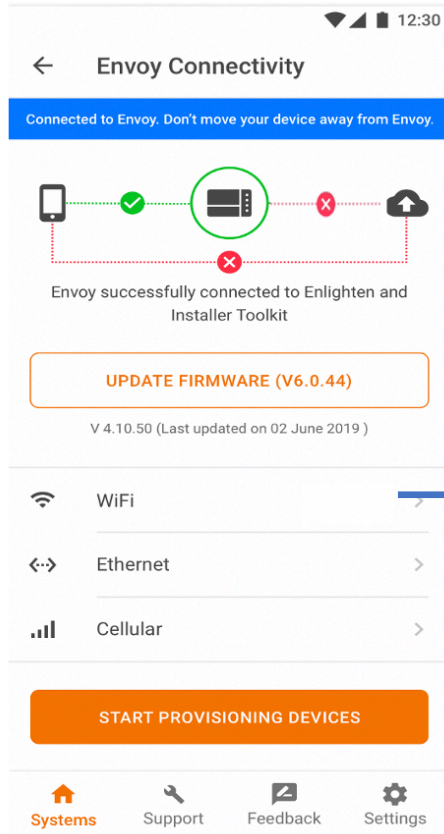 12:30
Envoy Connectivity
Connected to Envoy. Don't move your device away from Envoy.
Envoy successfully connected to Enlighten and
Installer Toolkit
UPDATE FIRMWARE (V6.0.44)
V 4.10.50 (Last updated on 02 June 2019 )
WiFi
Ethernet
Cellular
START PROVISIONING DEVICES
Systems Support Feedback Settings